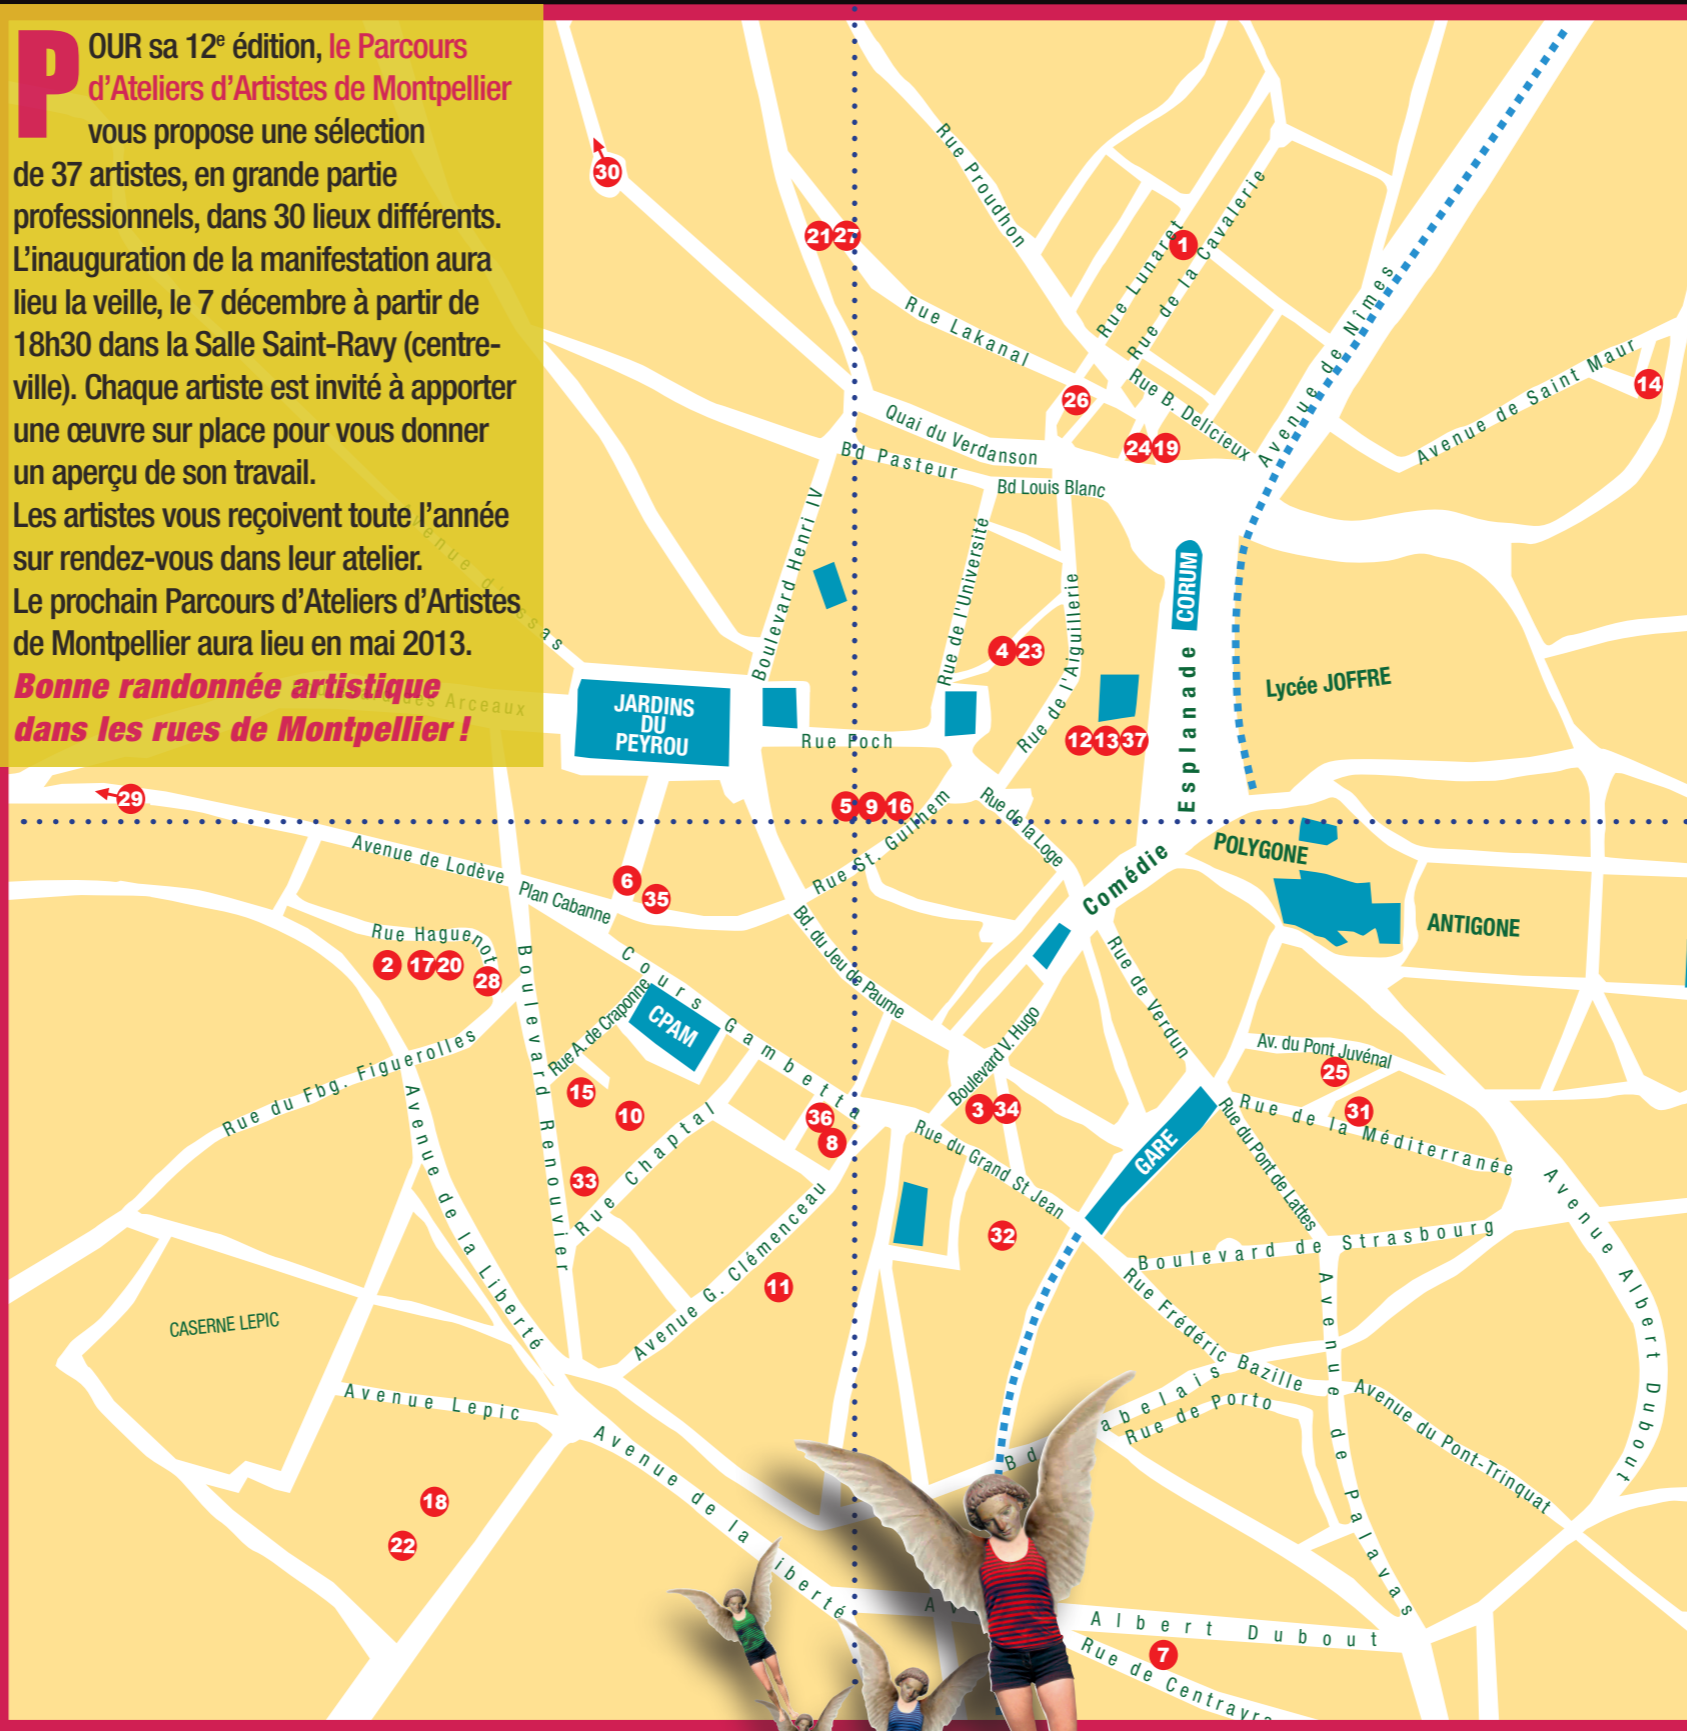 POUR sa 12e édition, le Parcours
d'Ateliers d'Artistes de Montpellier
vous propose une sélection
de 37 artistes, en grande partie
professionnels, dans 30 lieux différents.
L'inauguration de la manifestation aura
lieu la veille, le 7 décembre à partir de
18h30 dans la Salle Saint-Ravy (centre-
ville). Chaque artiste est invité à apporter
une œuvre sur place pour vous donner
un aperçu de son travail.
Les artistes vous reçoivent toute l'année
sur rendez-vous dans leur atelier.
Le prochain Parcours d'Ateliers d'Artistes
de Montpellier aura lieu en mai 2013.
Bonne randonnée artistique
dans les rues de Montpellier !
30
21 27
Rue Proudhon
Rue Lunaret
1
Rue de la Cavalerie
Rue Lakanal
Avenue de Nîmes
26
Rue B. Delicieux
24 19
Avenue de Saint Maur
14
Quai du Verdanson
Bd Pasteur
Bd Louis Blanc
Boulevard Henri IV
Rue de l'Université
Rue de l'Aiguillerie
CORUM
Esplanade
4 23
Lycée JOFFRE
Avenue d'Assas
Arceaux
JARDINS
DU
PEYROU
Rue Foch
12 13 37
29
5 9 16
Rue St. Guilhem
Rue de la Loge
Comédie
POLYGONE
ANTIGONE
Avenue de Lodève
Plan Cabanne
6
35
Rue Haguenot
2 17 20
28
Bd. du Jeu de Paume
Cours Gambetta
CPAM
Rue A. de Craponne
Boulevard Renouvier
Rue du Fbg. Figuerolles
15
10
33
Rue Chaptal
36
8
Boulevard V. Hugo
3 34
Rue de Verdun
Av. du Pont Juvénal
25
31
Rue de la Méditerranée
GARE
Rue du Pont de Lattes
Rue du Grand St Jean
32
Avenue de la Liberté
Avenue G. Clémenceau
11
CASERNE LEPIC
Avenue Lepic
Boulevard de Strasbourg
Rue Frédéric Bazille
Avenue Albert Dubout
Avenue de Palavas
Avenue du Pont-Trinquat
Bd abelais
Rue de Porto
18
22
Avenue de la iberté
Av Albert Dubout
7
Rue de Centrayr